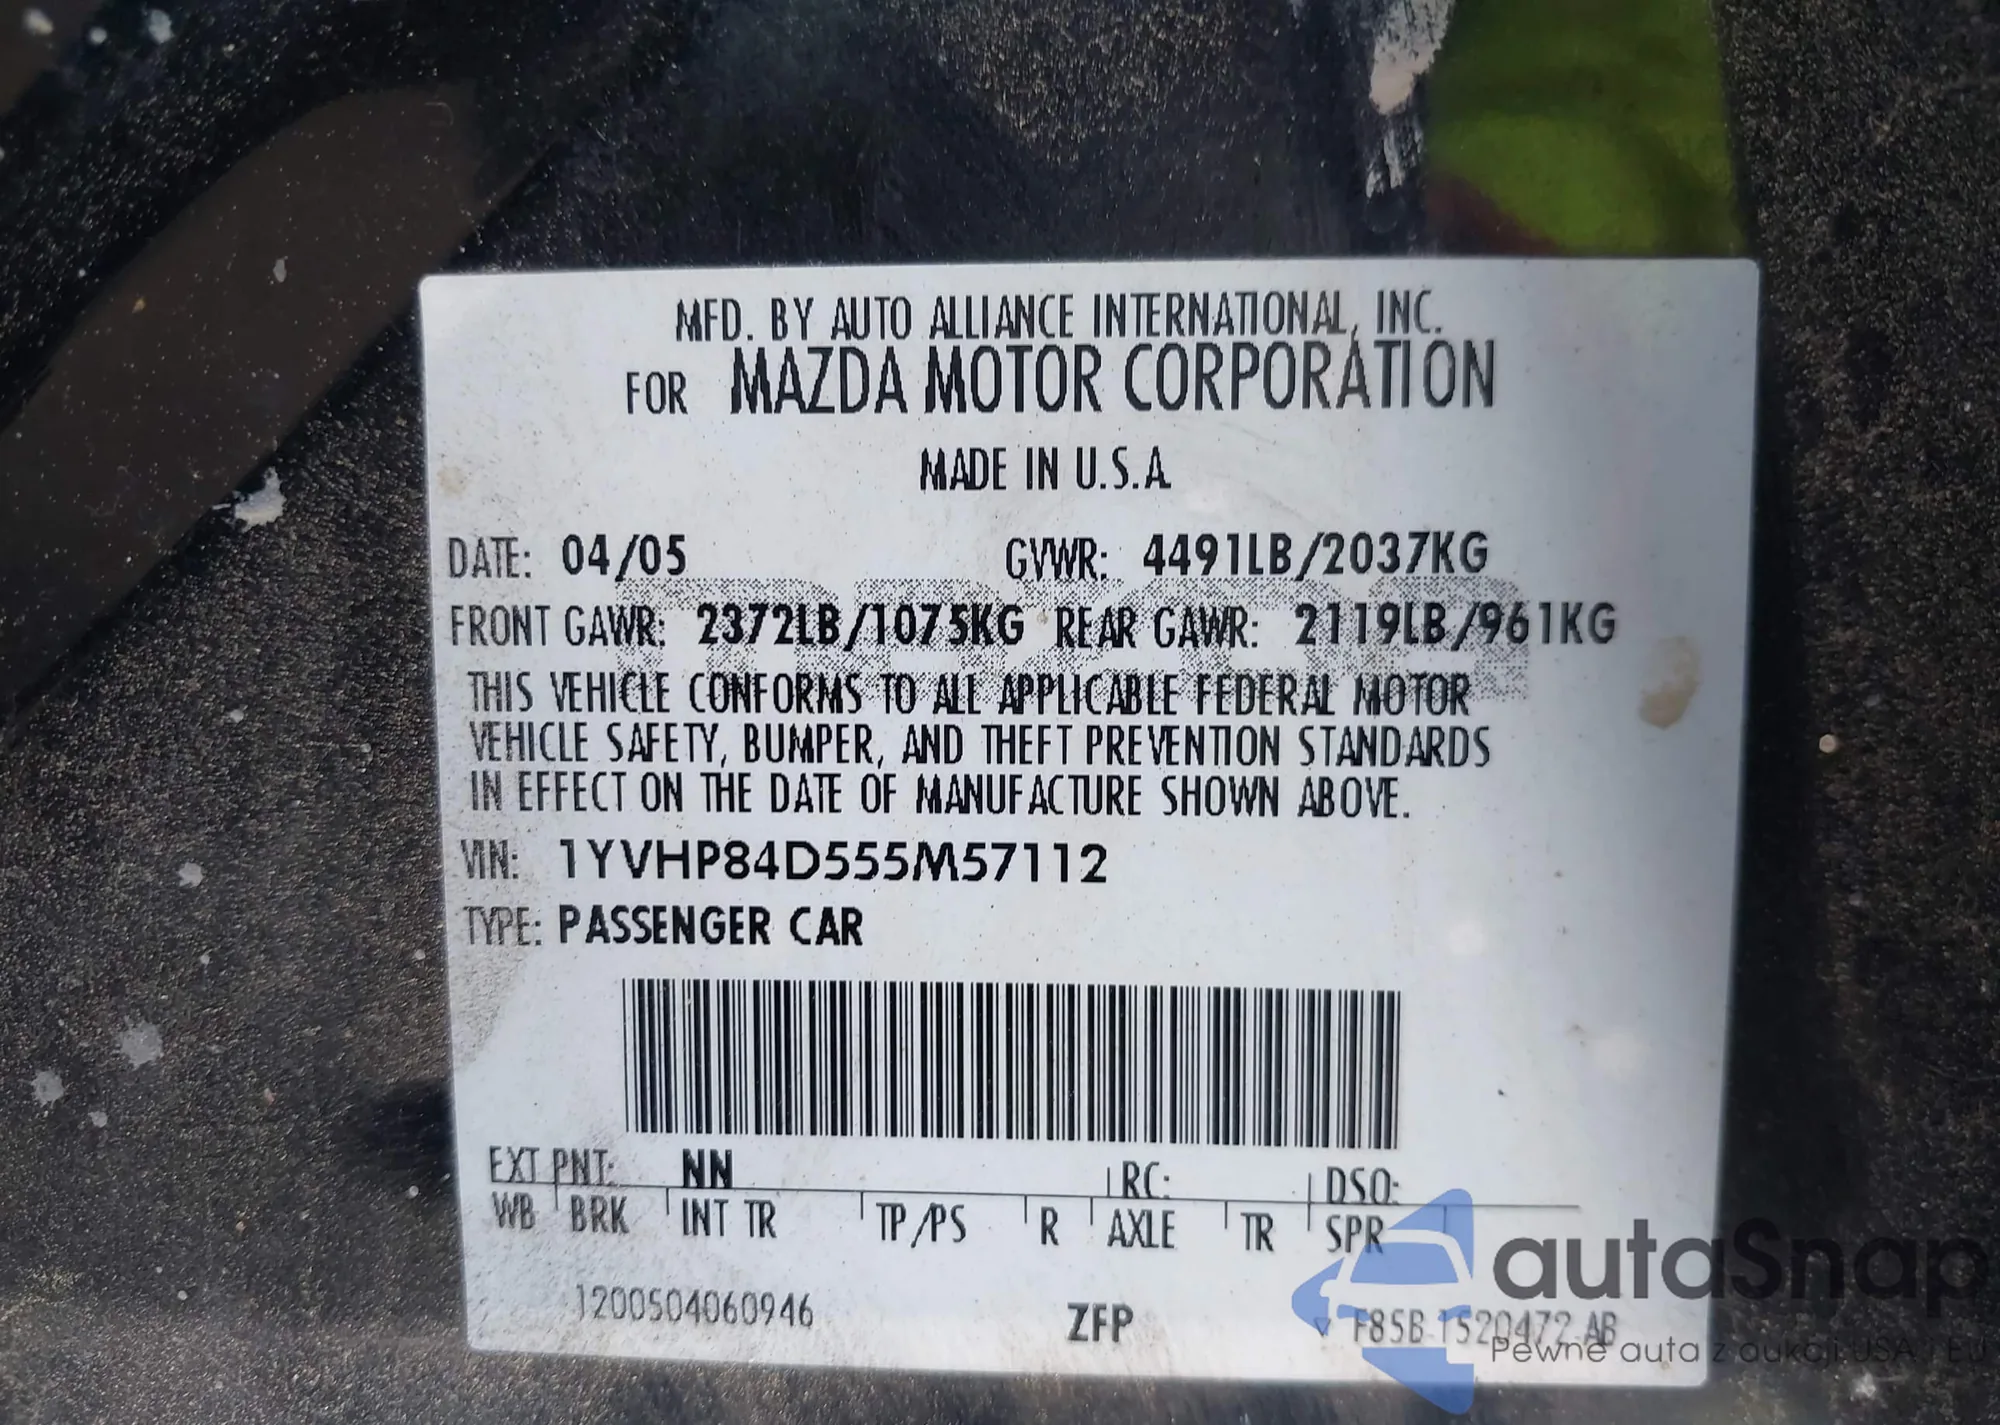 MFD. BY AUTO ALLIANCE INTERNATIONAL, INC.
FOR MAZDA MOTOR CORPORATION
MADE IN U.S.A.
DATE: 04/05 GVWR: 4491LB/2037KG
FRONT GAWR: 2372LB/1075KG REAR GAWR: 2119LB/961KG
THIS VEHICLE CONFORMS TO ALL APPLICABLE FEDERAL MOTOR
VEHICLE SAFETY, BUMPER, AND THEFT PREVENTION STANDARDS
IN EFFECT ON THE DATE OF MANUFACTURE SHOWN ABOVE.
VIN: 1YVHP84D555M57112
TYPE: PASSENGER CAR
EXT PNT: NN RC: DSO:
WB BRK INT TR TP/PS R AXLE TR SPR
1200504060946 ZFP F85B-1520472-AB
autaSnap
Pewne auta z aukcji USA i EU